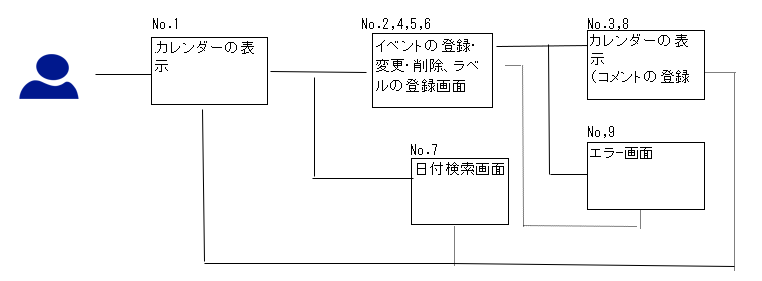 No.1
カレンダーの表
示
No.2,4,5,6
イベントの登録・
変更・削除、ラベ
ルの登録画面
No.3,8
カレンダーの表
示
（コメントの登録
No.7
日付検索画面
No,9
エラー画面